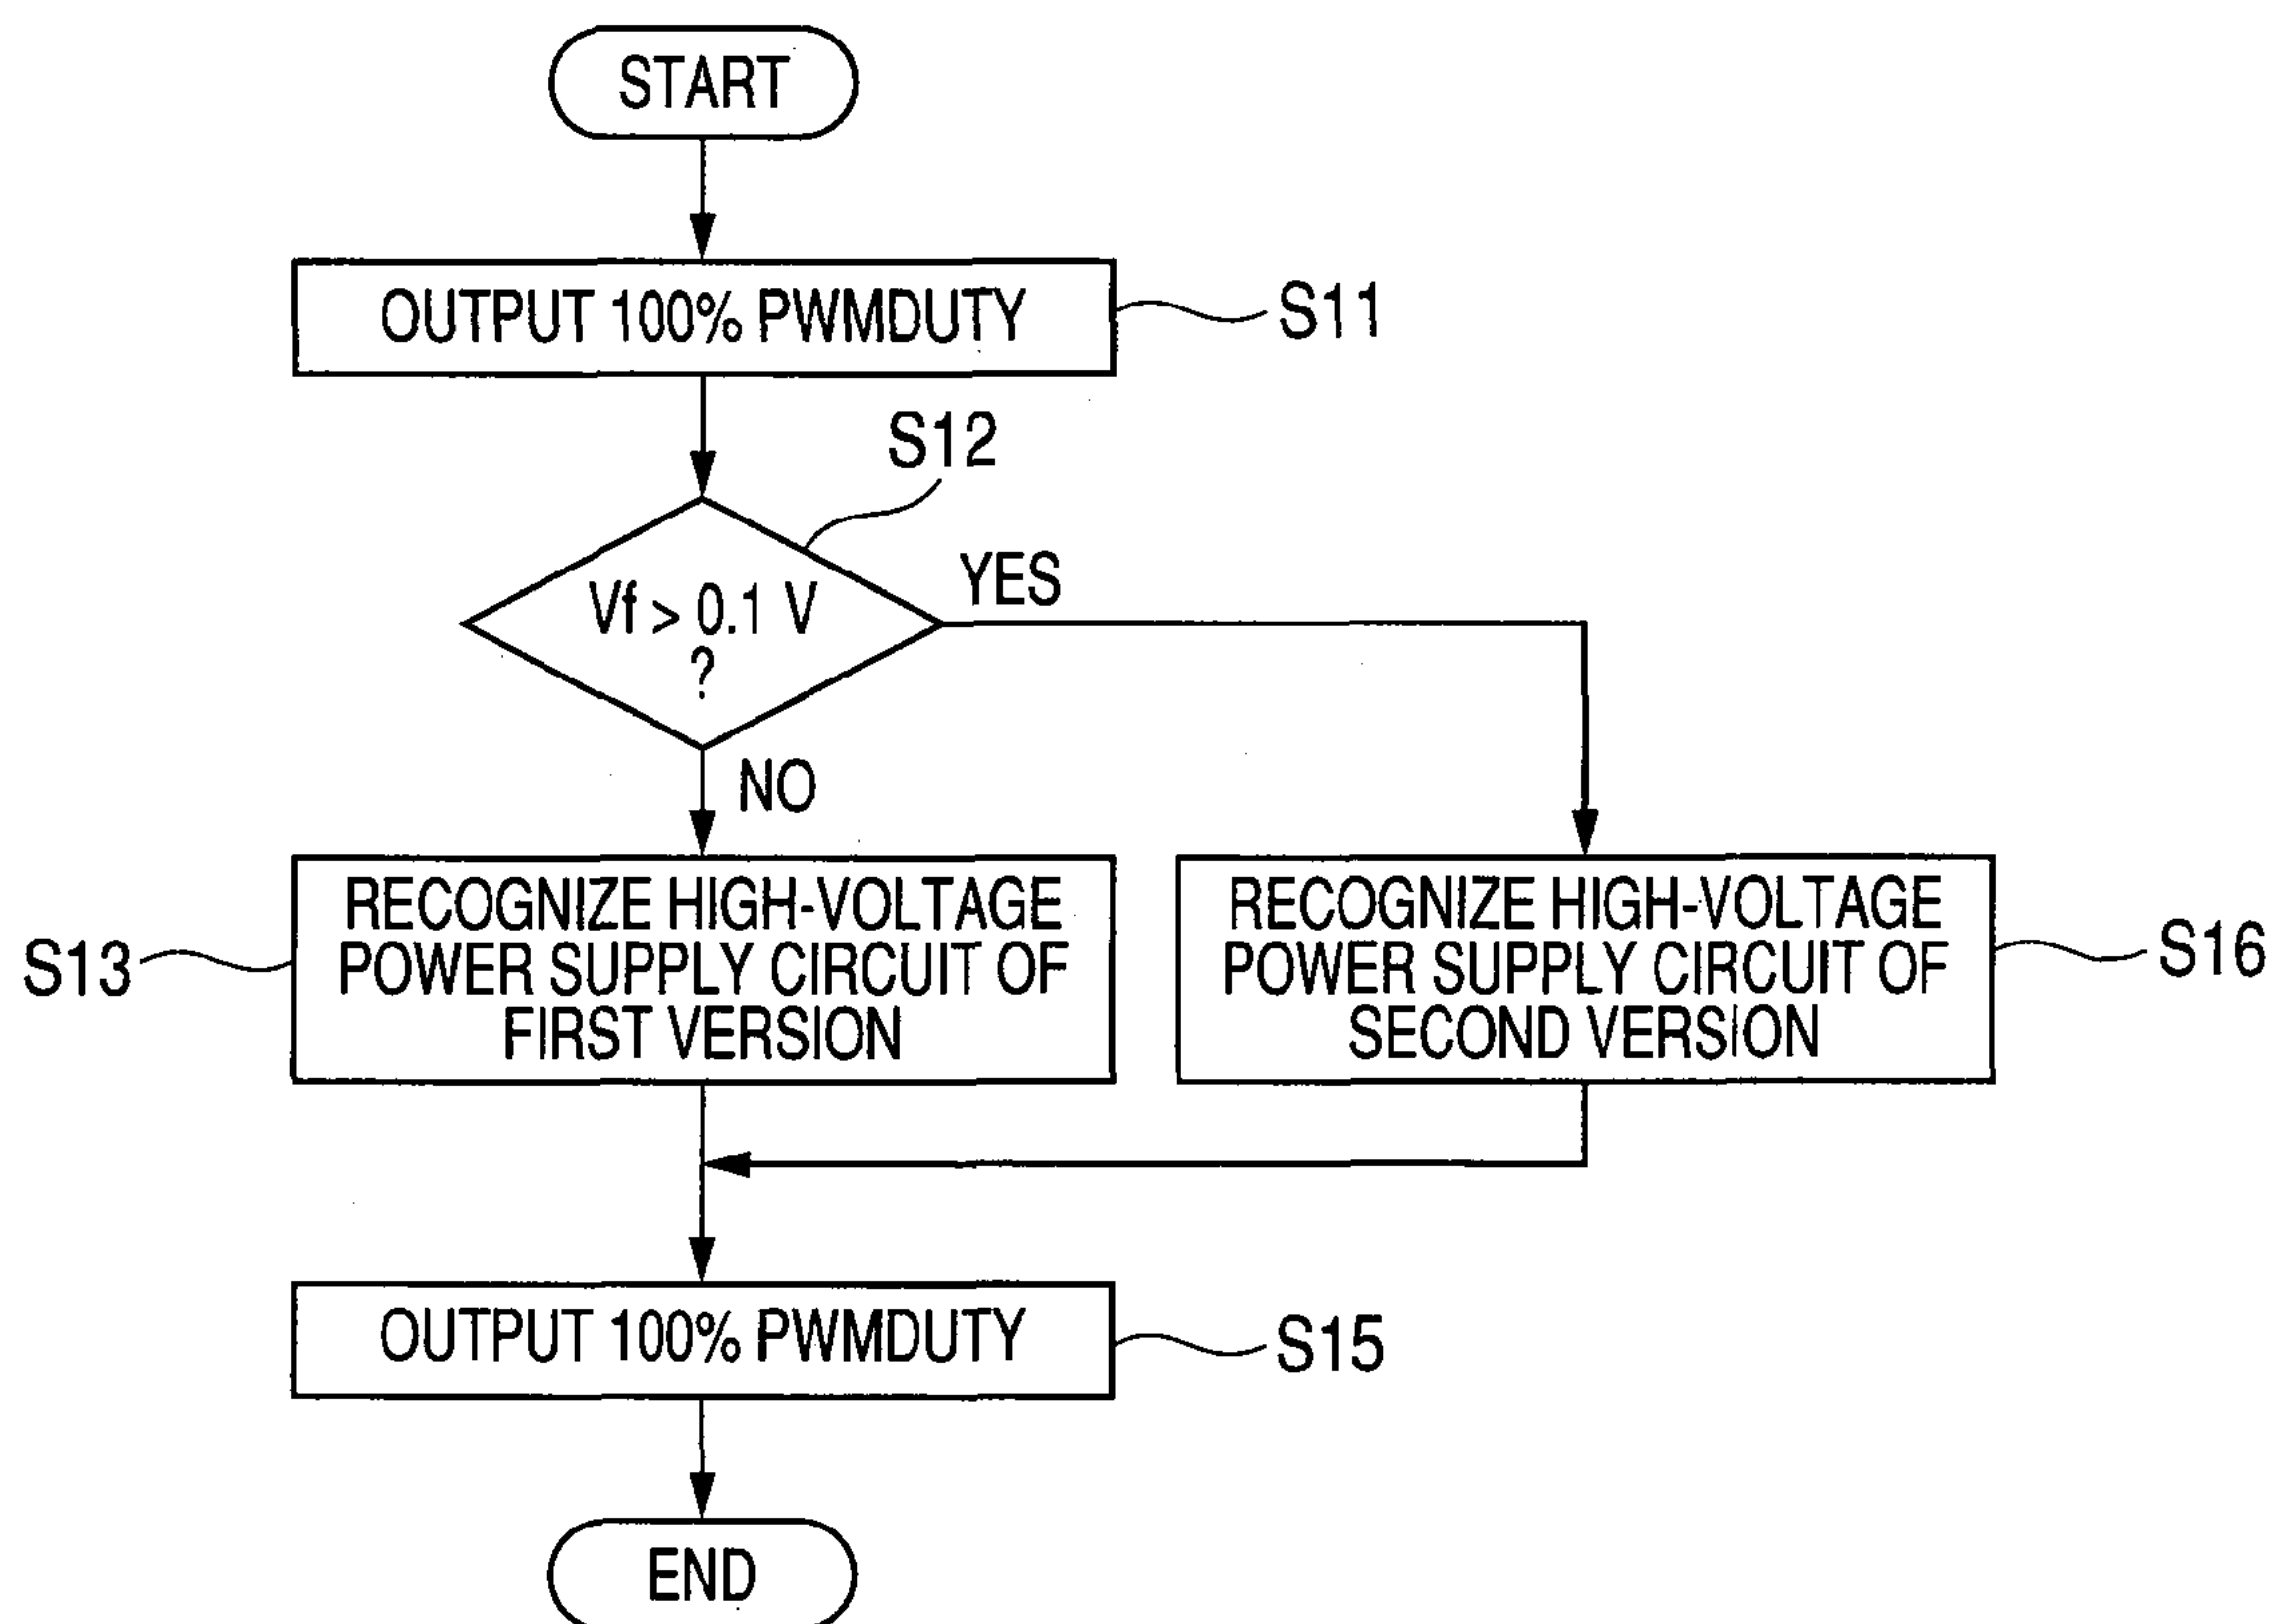 START
OUTPUT 100% PWMDUTY
S11
S12
Vf > 0.1 V
?
YES
NO
RECOGNIZE HIGH-VOLTAGE
POWER SUPPLY CIRCUIT OF
FIRST VERSION
S13
RECOGNIZE HIGH-VOLTAGE
POWER SUPPLY CIRCUIT OF
SECOND VERSION
S16
OUTPUT 100% PWMDUTY
S15
END